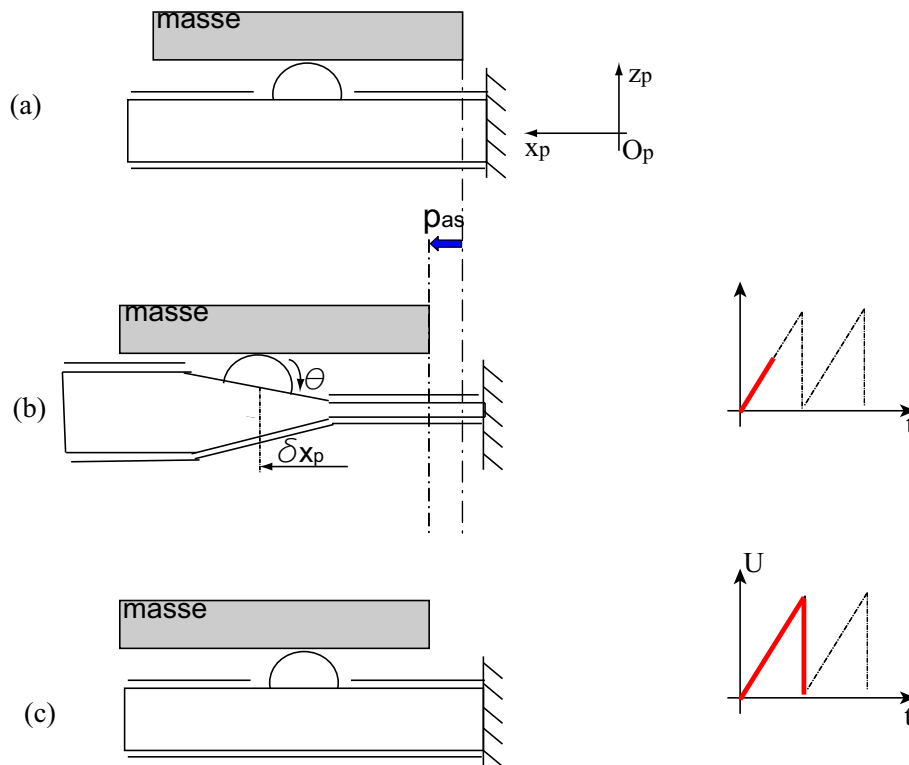 masse
(a)
zp
xp
Op
pas
masse
(b)
θ
δxp
t
masse
U
(c)
t